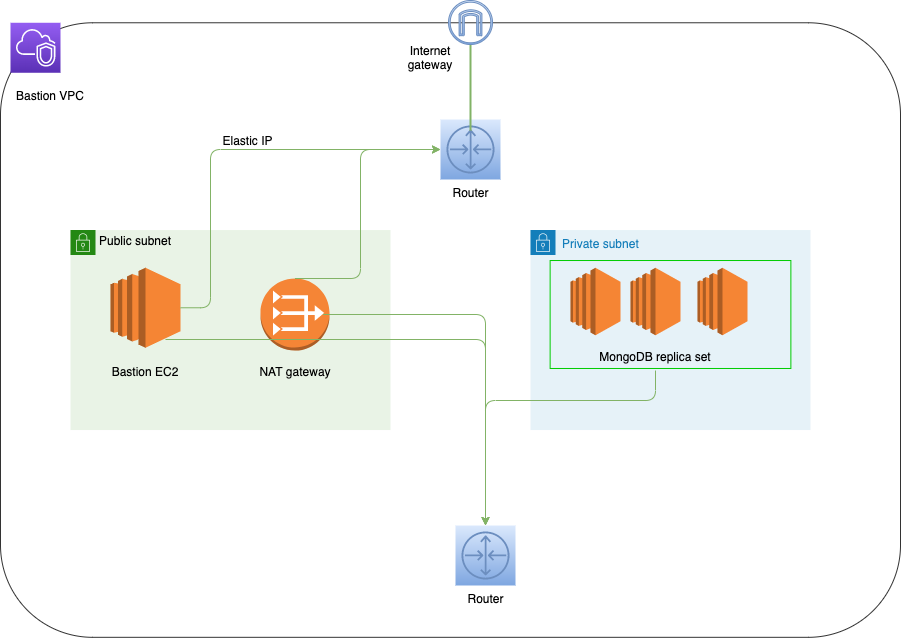 Internet
gateway
Bastion VPC
Elastic IP
Router
Public subnet
Private subnet
Bastion EC2
NAT gateway
MongoDB replica set
Router